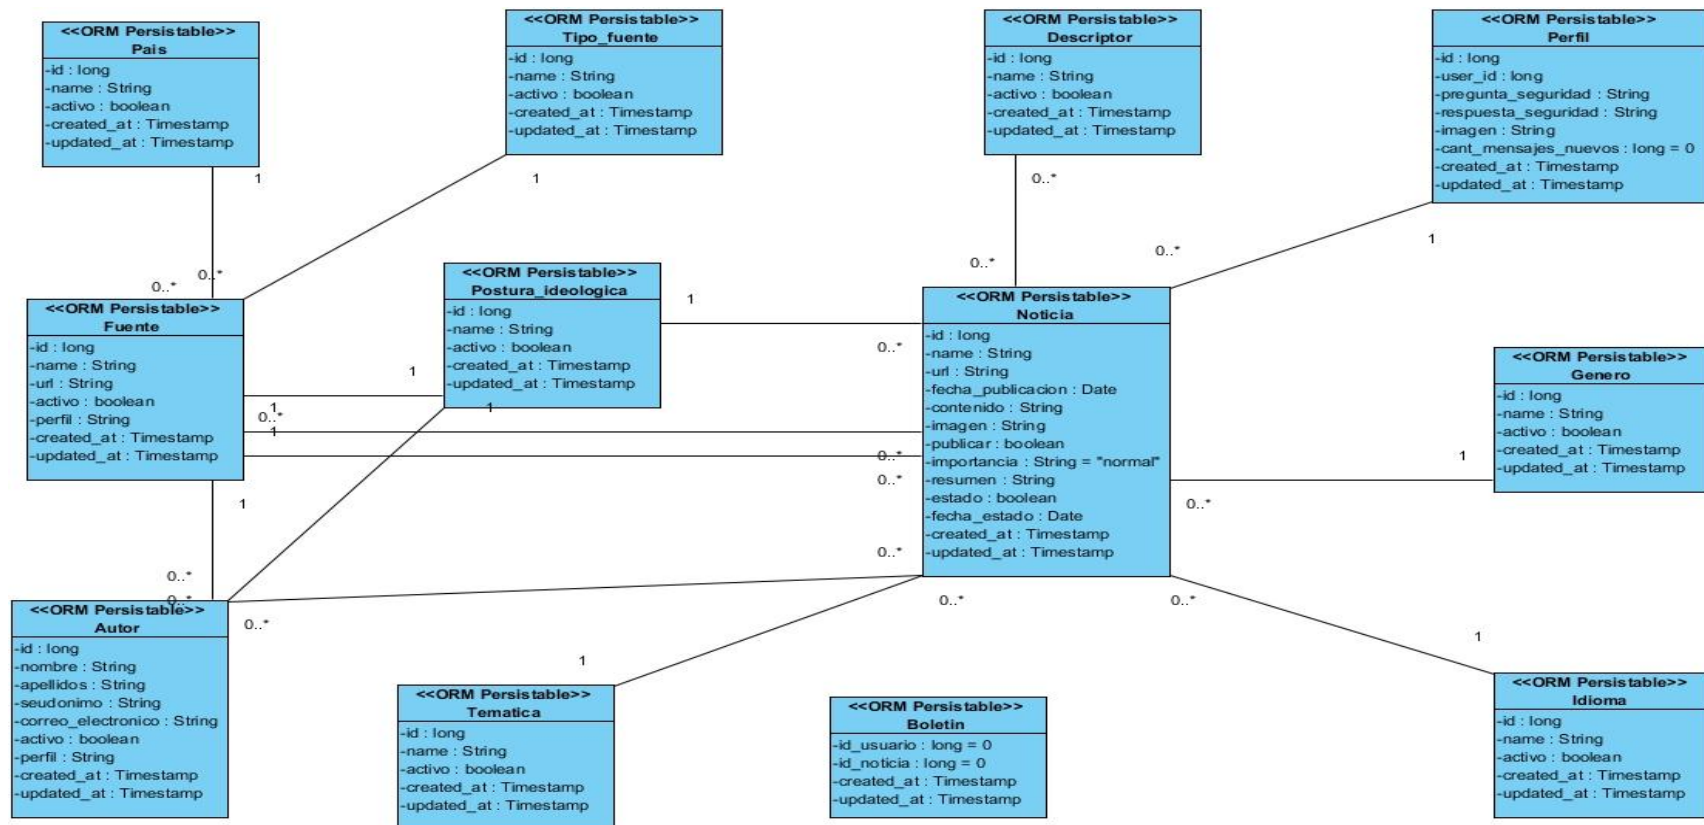 <<ORM Persistable>>
Pais
-id : long
-name : String
-activo : boolean
-created_at : Timestamp
-updated_at : Timestamp
1
0..*
<<ORM Persistable>>
Tipo_fuente
-id : long
-name : String
-activo : boolean
-created_at : Timestamp
-updated_at : Timestamp
1
0..*
<<ORM Persistable>>
Descriptor
-id : long
-name : String
-activo : boolean
-created_at : Timestamp
-updated_at : Timestamp
0..*
0..*
<<ORM Persistable>>
Perfil
-id : long
-user_id : long
-pregunta_seguridad : String
-respuesta_seguridad : String
-imagen : String
-cant_mensajes_nuevos : long = 0
-created_at : Timestamp
-updated_at : Timestamp
1
0..*
<<ORM Persistable>>
Fuente
-id : long
-name : String
-url : String
-activo : boolean
-perfil : String
-created_at : Timestamp
-updated_at : Timestamp
1
1
0..*
1
1
<<ORM Persistable>>
Postura_ideologica
-id : long
-name : String
-activo : boolean
-created_at : Timestamp
-updated_at : Timestamp
1
1
0..*
<<ORM Persistable>>
Noticia
-id : long
-name : String
-url : String
-fecha_publicacion : Date
-contenido : String
-imagen : String
-publicar : boolean
-importancia : String = "normal"
-resumen : String
-estado : boolean
-fecha_estado : Date
-created_at : Timestamp
-updated_at : Timestamp
0..*
0..*
0..*
0..*
0..*
<<ORM Persistable>>
Genero
-id : long
-name : String
-activo : boolean
-created_at : Timestamp
-updated_at : Timestamp
1
0..*
0..*
0..*
0..*
<<ORM Persistable>>
Autor
-id : long
-nombre : String
-apellidos : String
-seudonimo : String
-correo_electronico : String
-activo : boolean
-perfil : String
-created_at : Timestamp
-updated_at : Timestamp
1
<<ORM Persistable>>
Tematica
-id : long
-name : String
-activo : boolean
-created_at : Timestamp
-updated_at : Timestamp
<<ORM Persistable>>
Boletin
-id_usuario : long = 0
-id_noticia : long = 0
-created_at : Timestamp
-updated_at : Timestamp
1
<<ORM Persistable>>
Idioma
-id : long
-name : String
-activo : boolean
-created_at : Timestamp
-updated_at : Timestamp